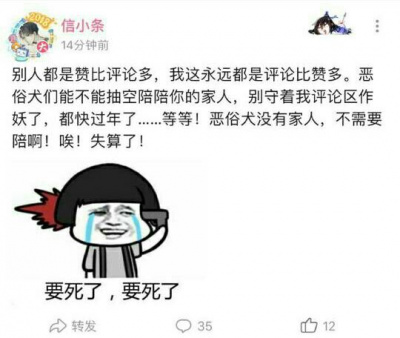 信小条
14分钟前
别人都是赞比评论多，我这永远都是评论比赞多。恶
俗犬们能不能抽空陪陪你的家人，别守着我评论区作
妖了，都快过年了……等等！恶俗犬没有家人，不需要
陪啊！唉！失算了！
要死了，要死了
转发
35
12